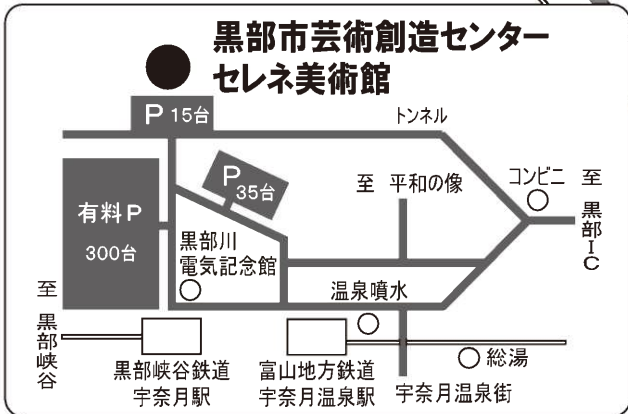 黒部市芸術創造センター
セレネ美術館
P 15台
トンネル
P 35台
至 平和の像
コンビニ
至 黒部IC
有料P
300台
黒部川
電気記念館
温泉噴水
至 黒部峡谷
総湯
黒部峡谷鉄道
宇奈月駅
富山地方鉄道
宇奈月温泉駅
宇奈月温泉街